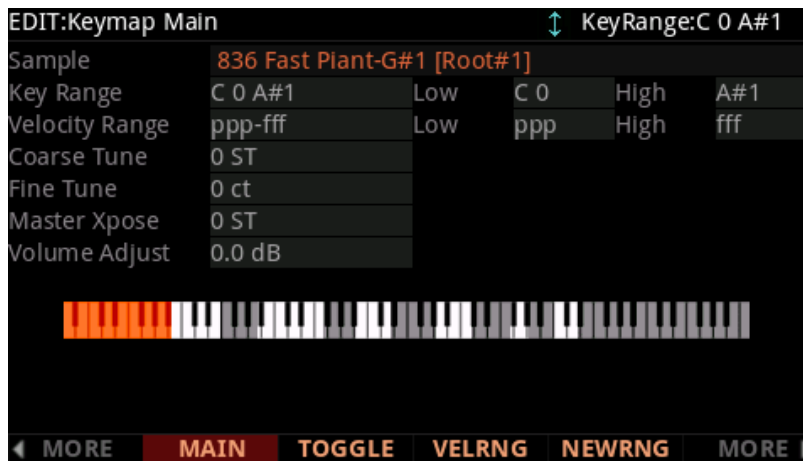 EDIT:Keymap Main KeyRange:C 0 A#1
Sample 836 Fast Piant-G#1 [Root#1]
Key Range C 0 A#1 Low C 0 High A#1
Velocity Range ppp-fff Low ppp High fff
Coarse Tune 0 ST
Fine Tune 0 ct
Master Xpose 0 ST
Volume Adjust 0.0 dB
MORE MAIN TOGGLE VELRNG NEWRNG MORE